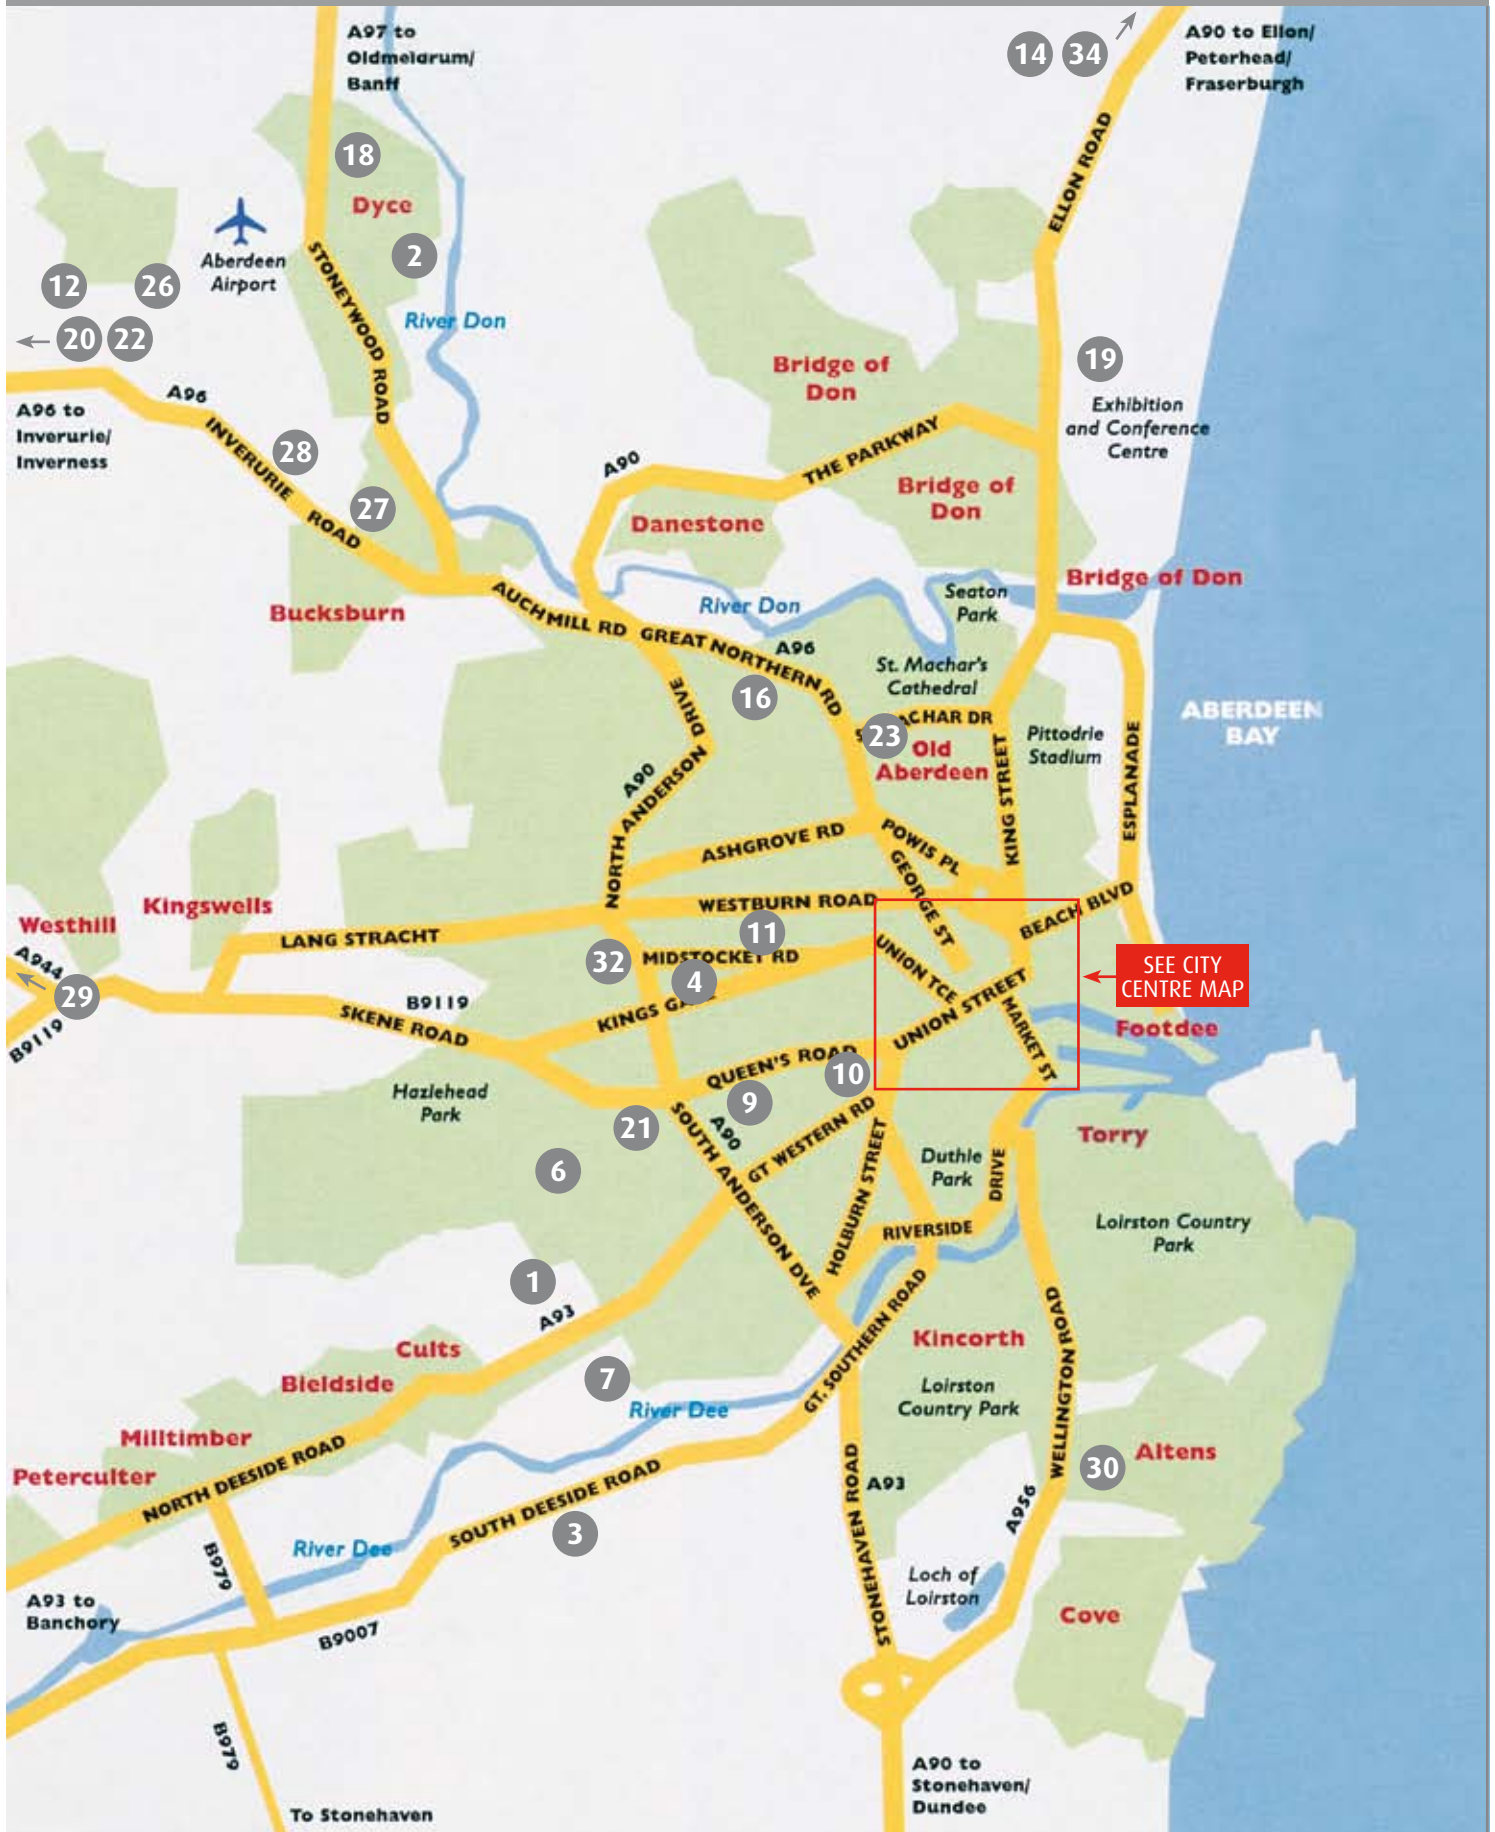 A97 to
Oldmeldrum/
Banff
14 34
A90 to Ellon/
Peterhead/
Fraserburgh
18
Dyce
2
ELLON ROAD
Aberdeen
Airport
12 26
20 22
STONEYWOOD ROAD
River Don
A96
A96 to
Inverurie/
Inverness
INVERURIE
ROAD
28
27
Bridge of
Don
19
Exhibition
and Conference
Centre
A90
THE PARKWAY
Danestone
Bridge of
Don
Bridge of Don
Bucksburn
AUCHMILL RD
River Don
Seaton
Park
GREAT NORTHERN RD
A96
St. Machar's
Cathedral
16
DRIVE
NORTH ANDERSON
A90
23
ACHAR DR
Old
Aberdeen
Pittodrie
Stadium
KING STREET
ESPLANADE
ABERDEEN
BAY
ASHGROVE RD
POWIS PL
GEORGE ST
WESTBURN ROAD
BEACH BLVD
Westhill
Kingswells
LANG STRACHT
11
32
MIDSTOCKET RD
4
UNION TCE
UNION STREET
MARKET ST
SEE CITY
CENTRE MAP
Footdee
A944
29
B9119
B9119
SKENE ROAD
KINGS GA
QUEEN'S ROAD
10
9
Hazlehead
Park
21
6
A90
SOUTH ANDERSON DVE
GT WESTERN RD
HOLBURN STREET
Duthie
Park
RIVERSIDE
DRIVE
Torry
Loirston Country
Park
1
A93
Cults
Bieldside
7
River Dee
Milltimber
Peterculter
NORTH DEESIDE ROAD
GT. SOUTHERN ROAD
Kincorth
Loirston
Country Park
WELLINGTON ROAD
30
Altens
SOUTH DEESIDE ROAD
3
STONEHAVEN ROAD
A93
A956
River Dee
B979
A93 to
Banchory
B9007
Loch of
Loirston
Cove
B979
To Stonehaven
A90 to
Stonehaven/
Dundee